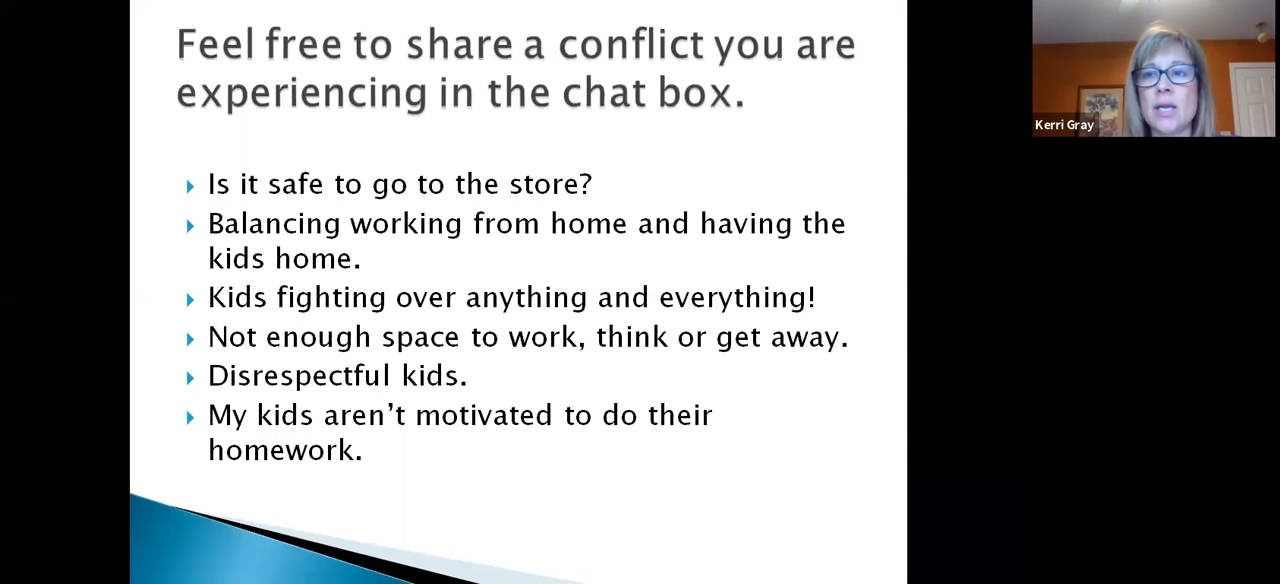 Feel free to share a conflict you are
experiencing in the chat box.
Is it safe to go to the store?
Balancing working from home and having the
kids home.
Kids fighting over anything and everything!
Not enough space to work, think or get away.
Disrespectful kids.
My kids aren’t motivated to do their
homework.
Kerri Gray